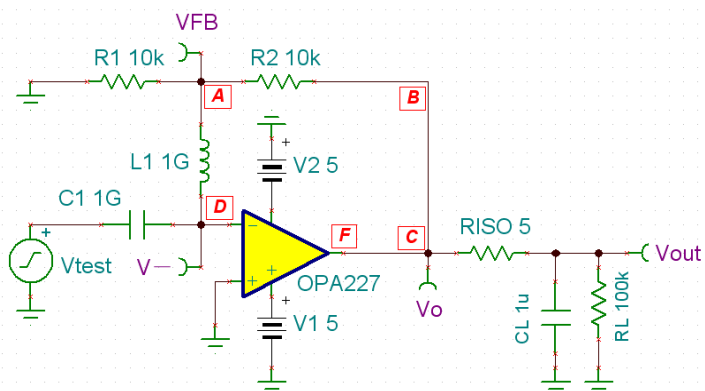 VFB
R1 10k
R2 10k
A
B
L1 1G
V2 5
+
C1 1G
D
−
F
C
RISO 5
+
Vtest
V−
+
+
OPA227
Vout
+
V1 5
Vo
CL 1u
RL 100k